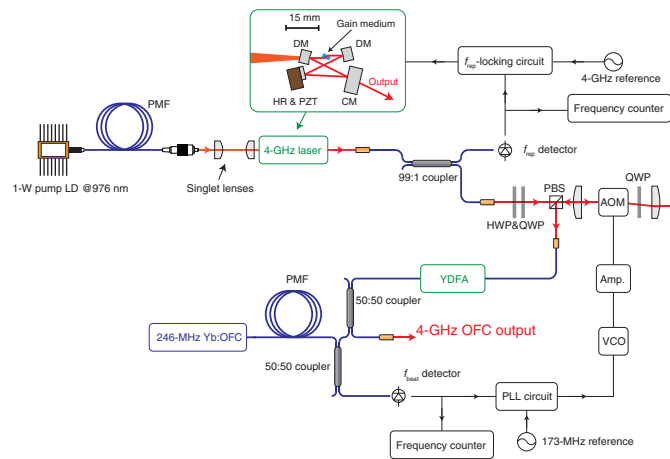 15 mm
Gain medium
DM
DM
Output
HR & PZT
CM
f_rep-locking circuit
4-GHz reference
Frequency counter
PMF
1-W pump LD @976 nm
Singlet lenses
4-GHz laser
99:1 coupler
f_rep detector
HWP&QWP
PBS
AOM
QWP
Amp.
VCO
PMF
50:50 coupler
YDFA
246-MHz Yb:OFC
4-GHz OFC output
50:50 coupler
f_beat detector
PLL circuit
Frequency counter
173-MHz reference